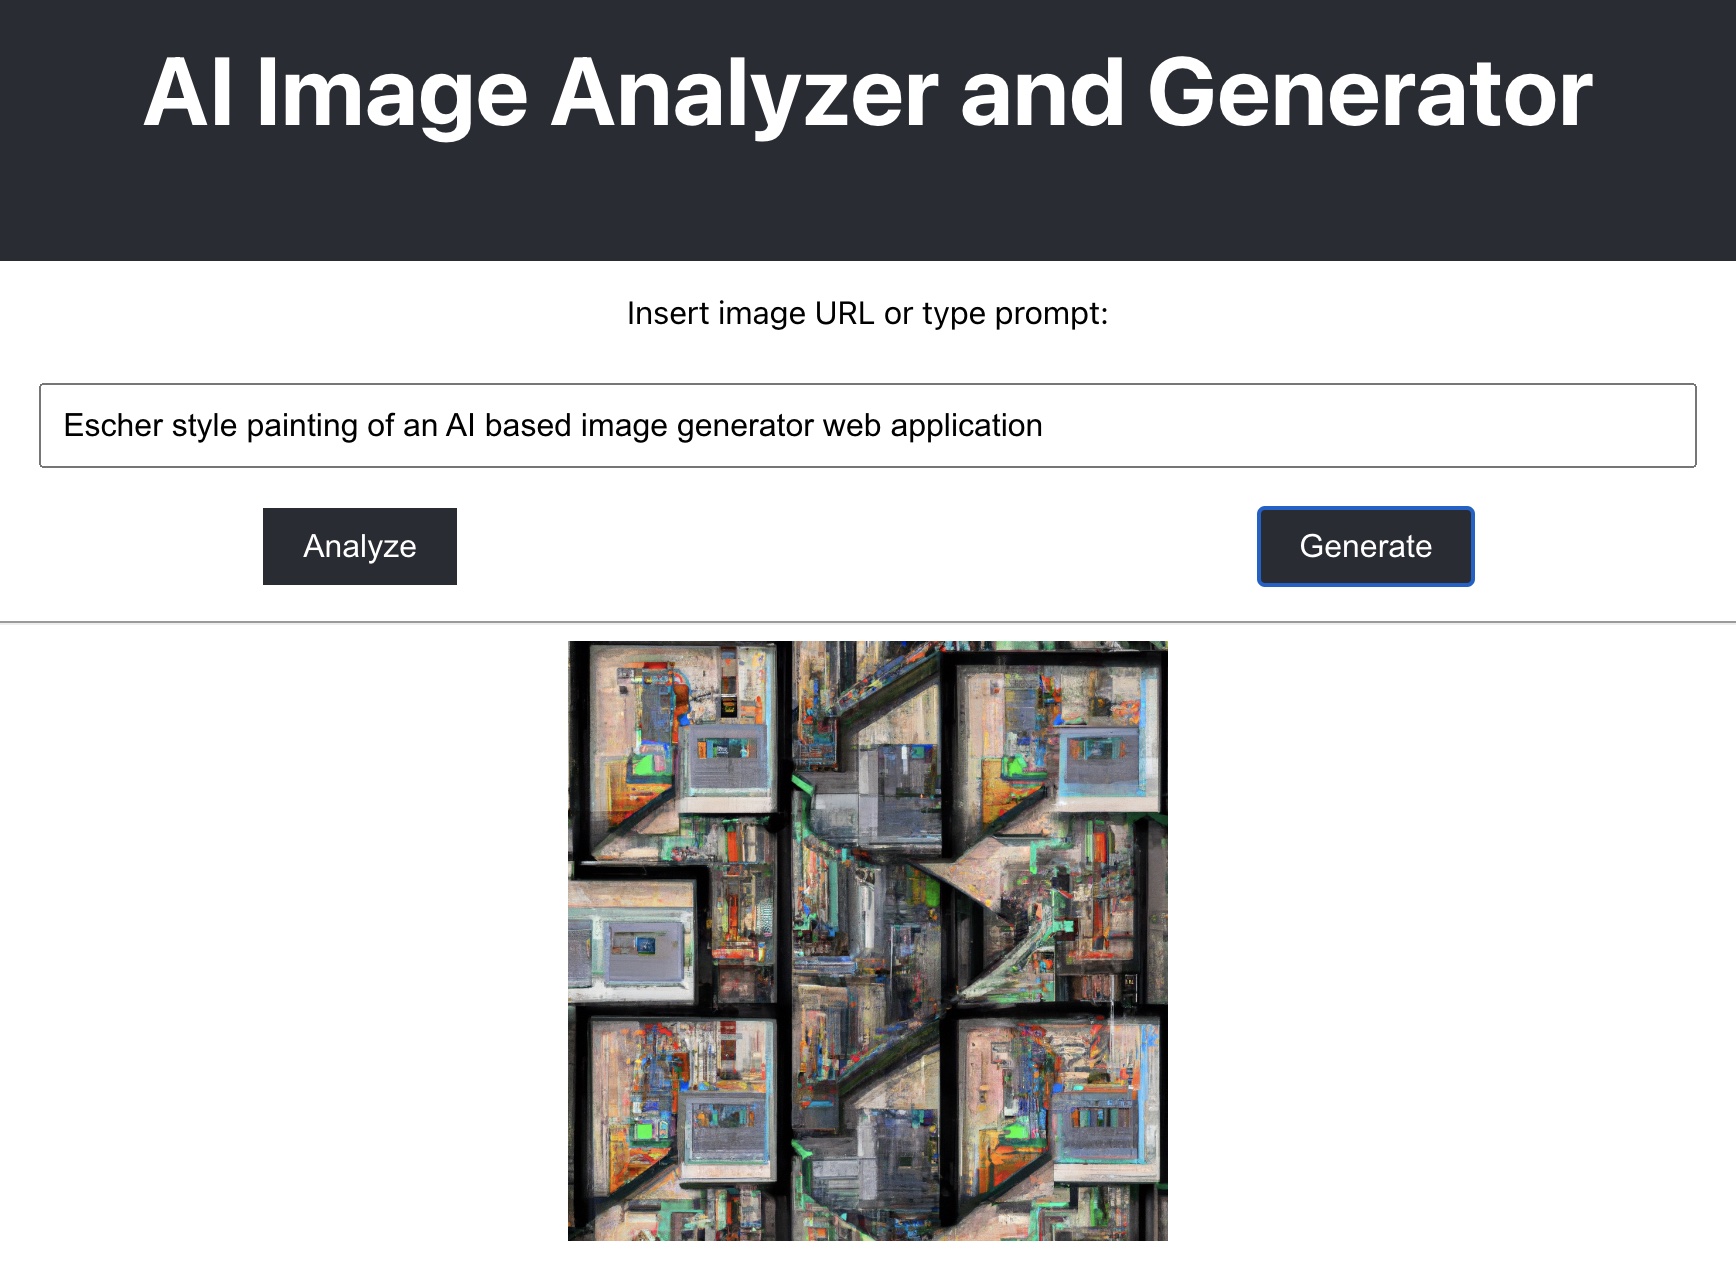 AI Image Analyzer and Generator
Insert image URL or type prompt:
Escher style painting of an AI based image generator web application
Analyze
Generate